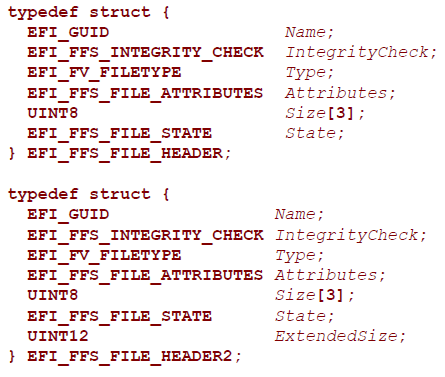 typedef struct {
EFI_GUID Name;
EFI_FFS_INTEGRITY_CHECK IntegrityCheck;
EFI_FV_FILETYPE Type;
EFI_FFS_FILE_ATTRIBUTES Attributes;
UINT8 Size[3];
EFI_FFS_FILE_STATE State;
} EFI_FFS_FILE_HEADER;
typedef struct {
EFI_GUID Name;
EFI_FFS_INTEGRITY_CHECK IntegrityCheck;
EFI_FV_FILETYPE Type;
EFI_FFS_FILE_ATTRIBUTES Attributes;
UINT8 Size[3];
EFI_FFS_FILE_STATE State;
UINT12 ExtendedSize;
} EFI_FFS_FILE_HEADER2;